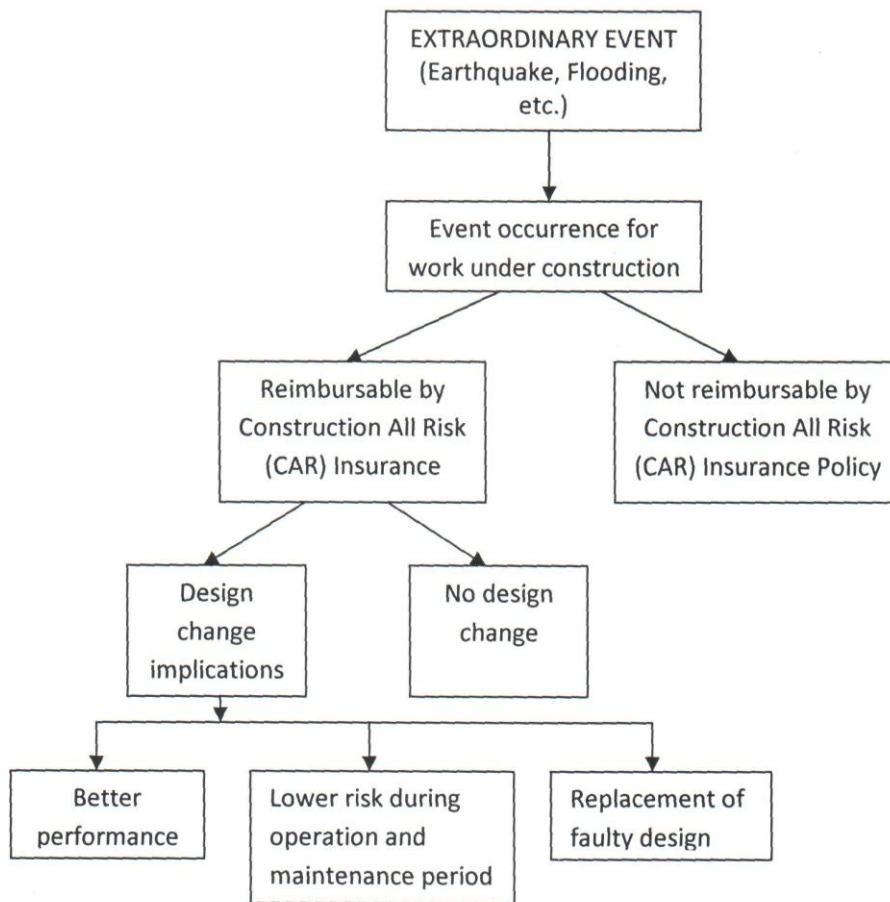 EXTRAORDINARY EVENT
(Earthquake, Flooding,
etc.)
Event occurrence for
work under construction
Reimbursable by
Construction All Risk
(CAR) Insurance
Not reimbursable by
Construction All Risk
(CAR) Insurance Policy
Design
change
implications
No design
change
Better
performance
Lower risk during
operation and
maintenance period
Replacement of
faulty design